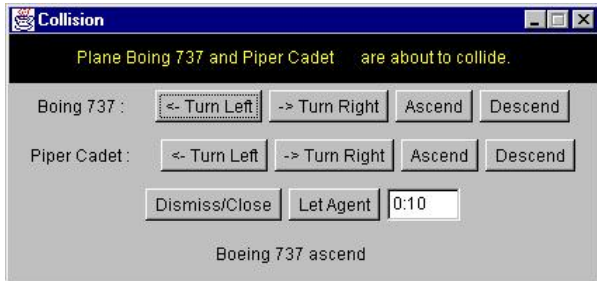 Collision
Plane Boing 737 and Piper Cadet are about to collide.
Boing 737 : <- Turn Left -> Turn Right Ascend Descend
Piper Cadet : <- Turn Left -> Turn Right Ascend Descend
Dismiss/Close Let Agent 0:10
Boeing 737 ascend